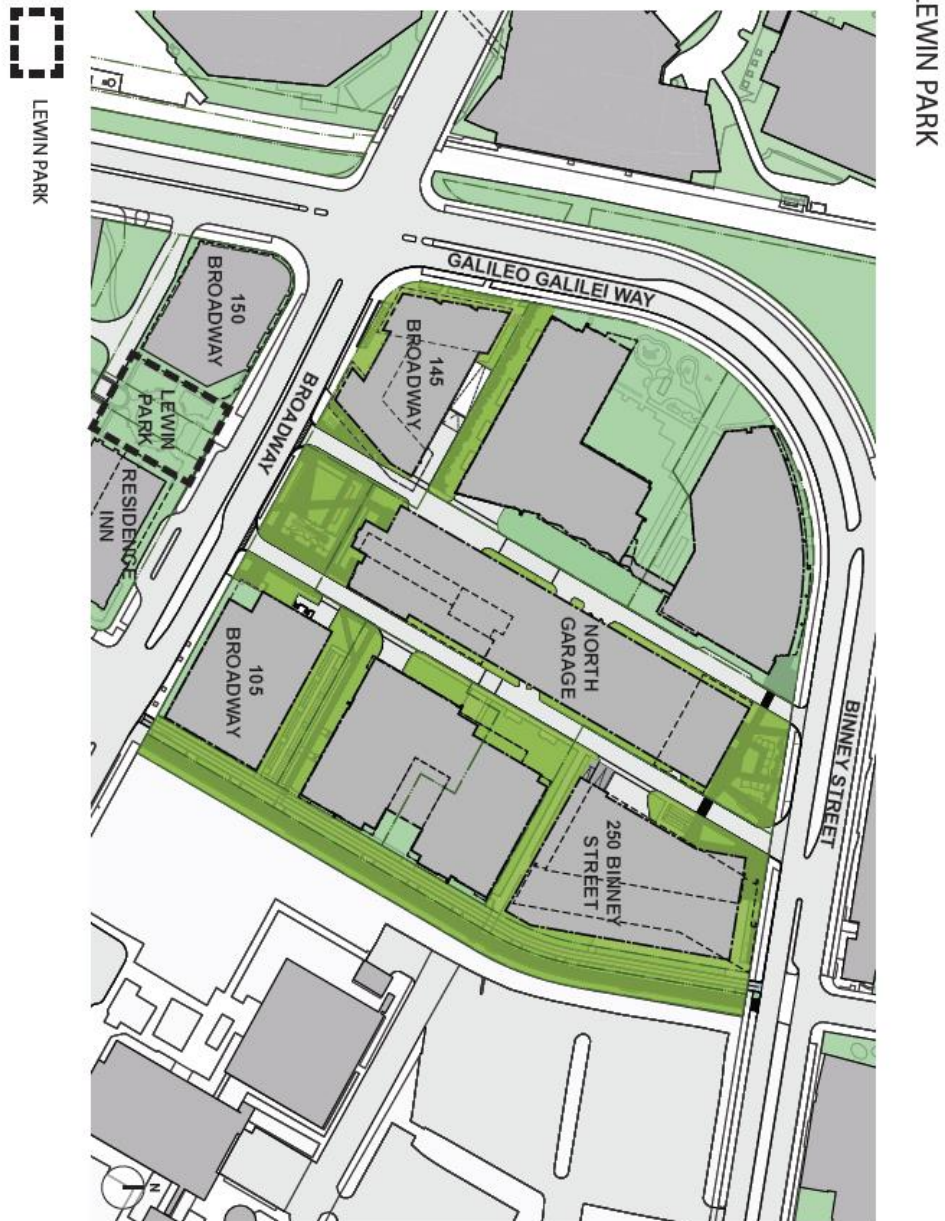 LEWIN PARK
GALILEO GALILEI WAY
BINNEY STREET
145
BROADWAY
150
BROADWAY
BROADWAY
LEWIN
PARK
RESIDENCE
INN
NORTH
GARAGE
105
BROADWAY
250 BINNEY
STREET
N
LEWIN PARK